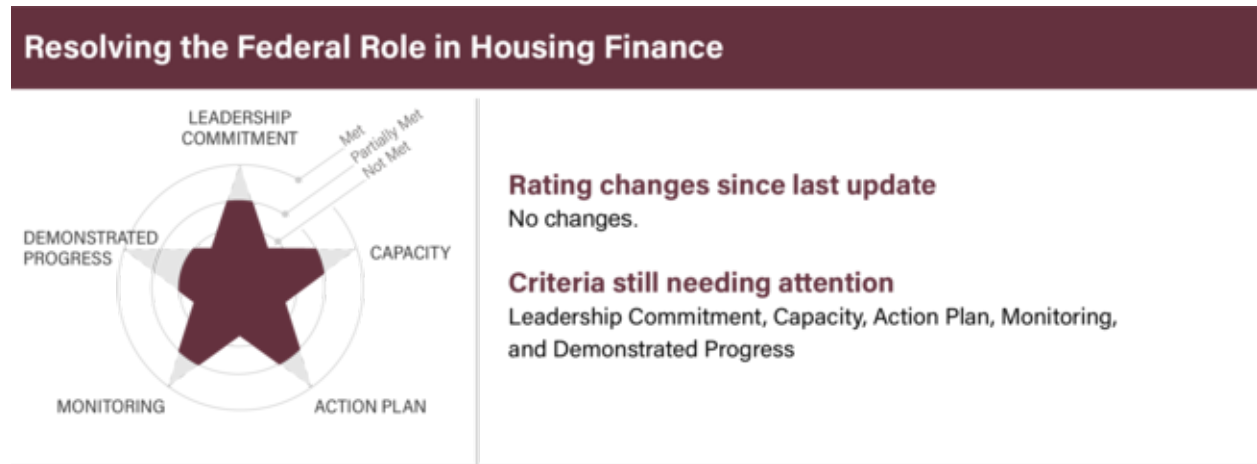 Resolving the Federal Role in Housing Finance
LEADERSHIP
COMMITMENT
Met
Partially Met
Not Met
DEMONSTRATED
PROGRESS
CAPACITY
MONITORING
ACTION PLAN
Rating changes since last update
No changes.
Criteria still needing attention
Leadership Commitment, Capacity, Action Plan, Monitoring,
and Demonstrated Progress